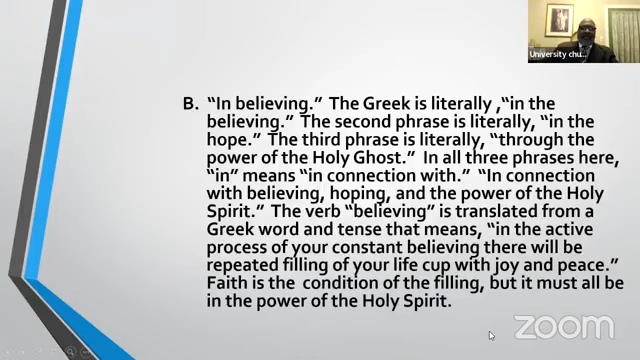 University chu...
B. “In believing.” The Greek is literally ,“in the
believing.” The second phrase is literally, “in the
hope.” The third phrase is literally, “through the
power of the Holy Ghost.” In all three phrases here,
“in” means “in connection with.” “In connection
with believing, hoping, and the power of the Holy
Spirit.” The verb “believing” is translated from a
Greek word and tense that means, “in the active
process of your constant believing there will be
repeated filling of your life cup with joy and peace.”
Faith is the condition of the filling, but it must all be
in the power of the Holy Spirit.
zoom